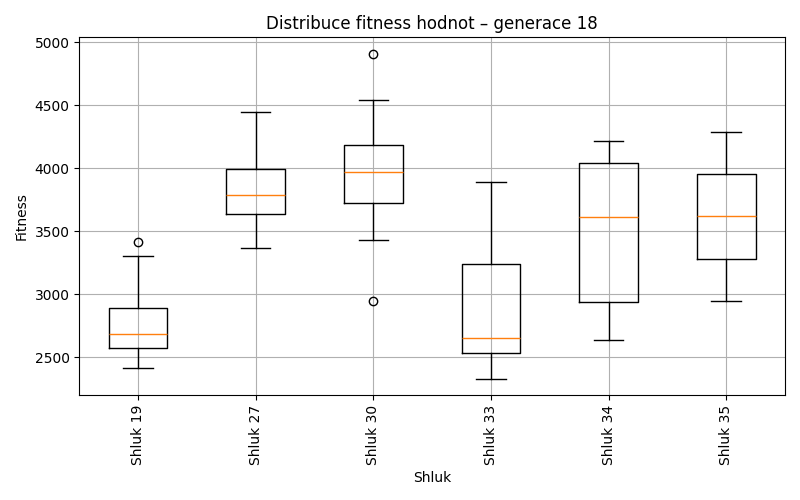 Distribuce fitness hodnot – generace 18
Fitness
5000
4500
4000
3500
3000
2500
Shluk 19
Shluk 27
Shluk 30
Shluk 33
Shluk 34
Shluk 35
Shluk